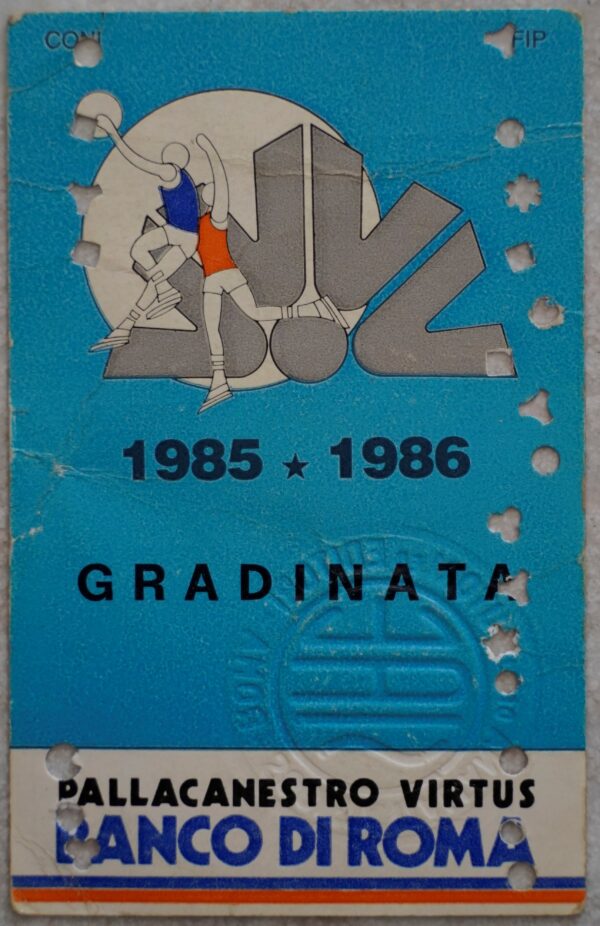 CONI FIP
1985 ★ 1986
GRADINATA
PALLACANESTRO VIRTUS
BANCO DI ROMA